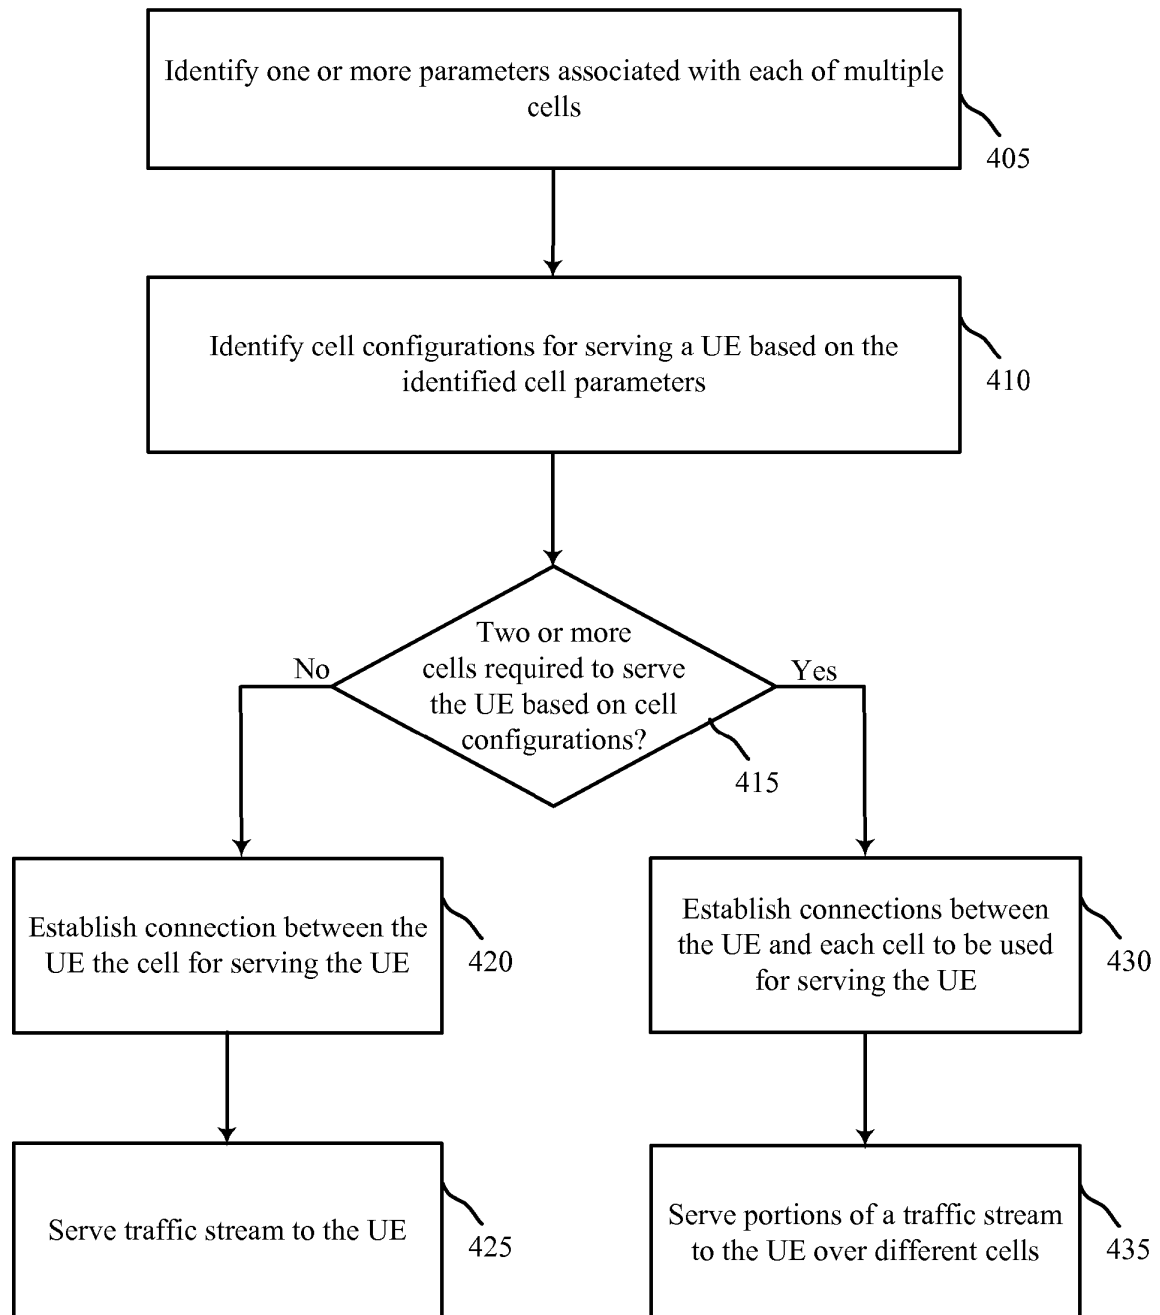 Identify one or more parameters associated with each of multiple
cells
405
Identify cell configurations for serving a UE based on the
identified cell parameters
410
Two or more
cells required to serve
the UE based on cell
configurations?
No
Yes
415
Establish connection between the
UE the cell for serving the UE
420
Establish connections between
the UE and each cell to be used
for serving the UE
430
Serve traffic stream to the UE
425
Serve portions of a traffic stream
to the UE over different cells
435